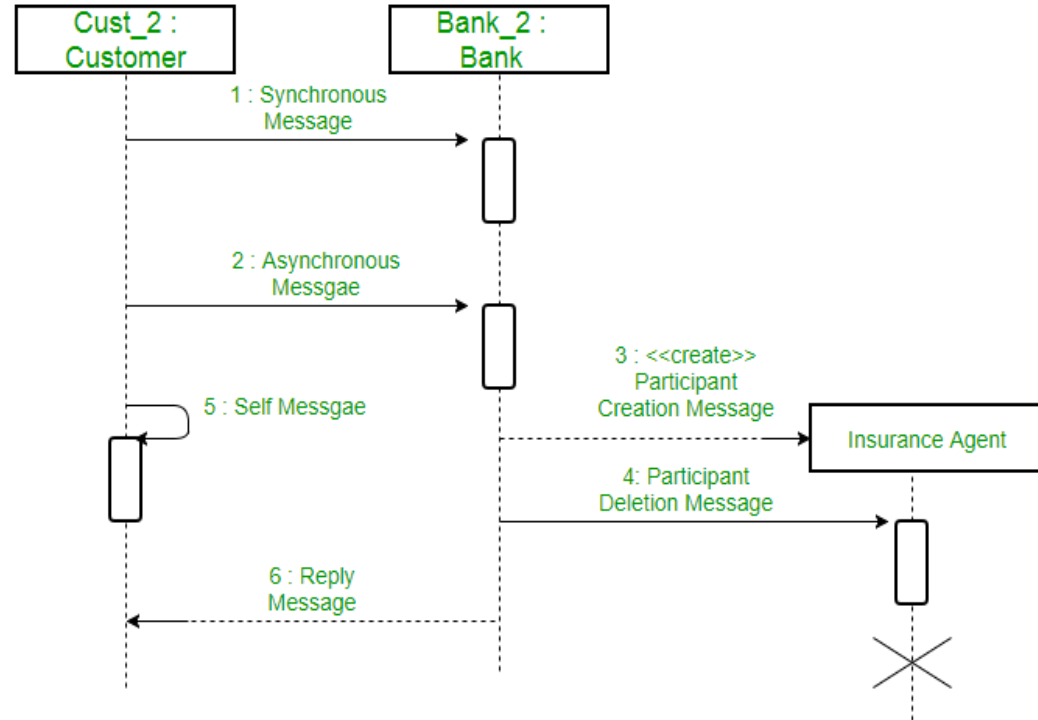 Cust_2 :
Customer
Bank_2 :
Bank
1 : Synchronous
Message
2 : Asynchronous
Messgae
3 : <<create>>
Participant
Creation Message
5 : Self Messgae
Insurance Agent
4: Participant
Deletion Message
6 : Reply
Message